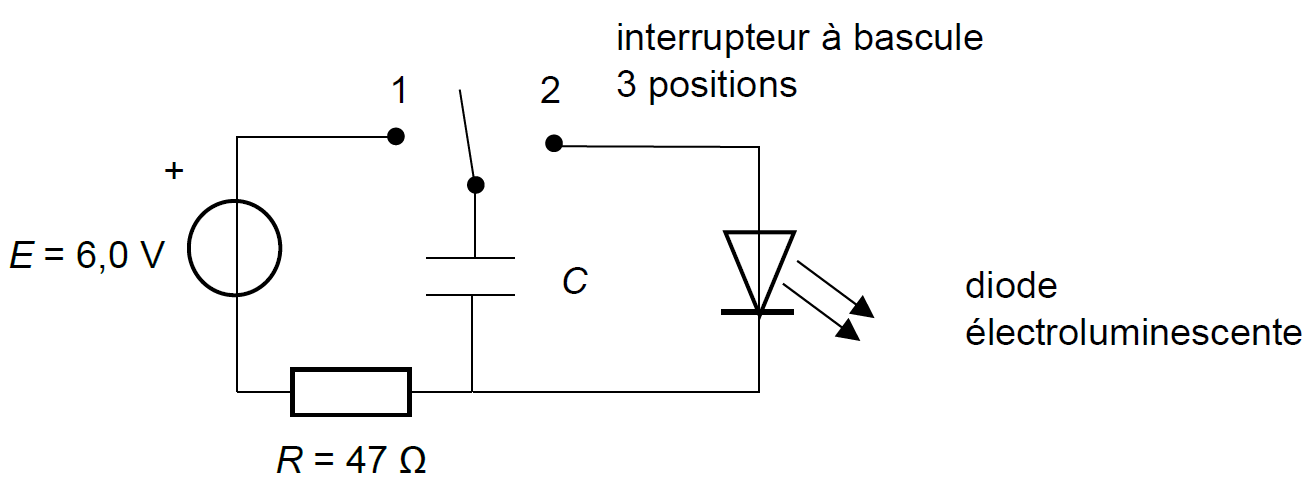 interrupteur à bascule
3 positions
1
2
+
E = 6,0 V
C
diode
électroluminescente
R = 47 Ω